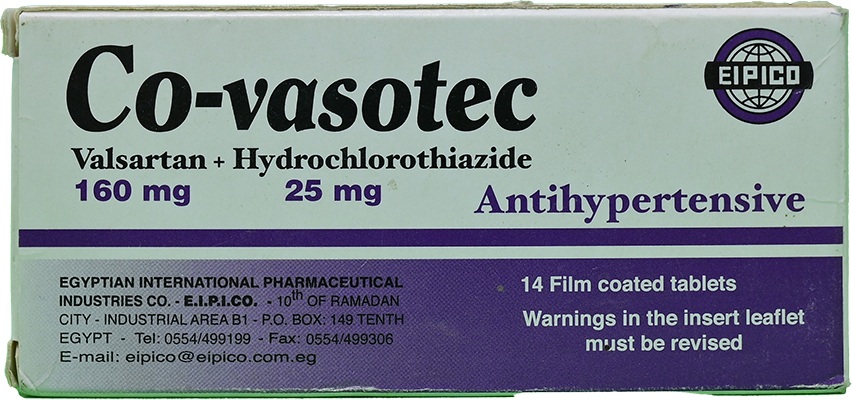 Co-vasotec
EIPICO
Valsartan + Hydrochlorothiazide
160 mg 25 mg
Antihypertensive
EGYPTIAN INTERNATIONAL PHARMACEUTICAL
INDUSTRIES CO. - E.I.P.I.CO. - 10th OF RAMADAN
CITY - INDUSTRIAL AREA B1 - P.O. BOX: 149 TENTH
EGYPT - Tel: 0554/499199 - Fax: 0554/499306
E-mail: eipico@eipico.com.eg
14 Film coated tablets
Warnings in the insert leaflet
must be revised